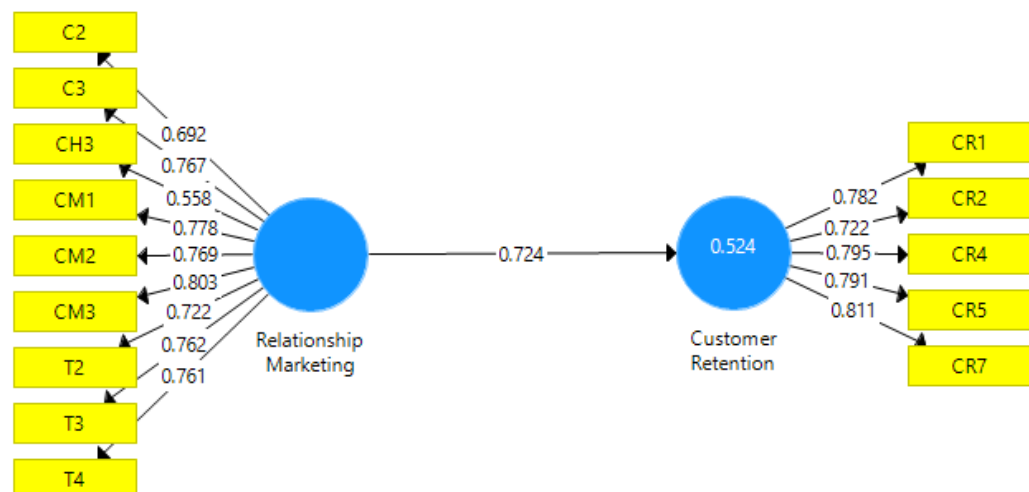 C2
C3
CH3
CM1
CM2
CM3
T2
T3
T4
0.692
0.767
0.558
0.778
0.769
0.803
0.722
0.762
0.761
Relationship
Marketing
0.724
0.524
Customer
Retention
0.782
0.722
0.795
0.791
0.811
CR1
CR2
CR4
CR5
CR7